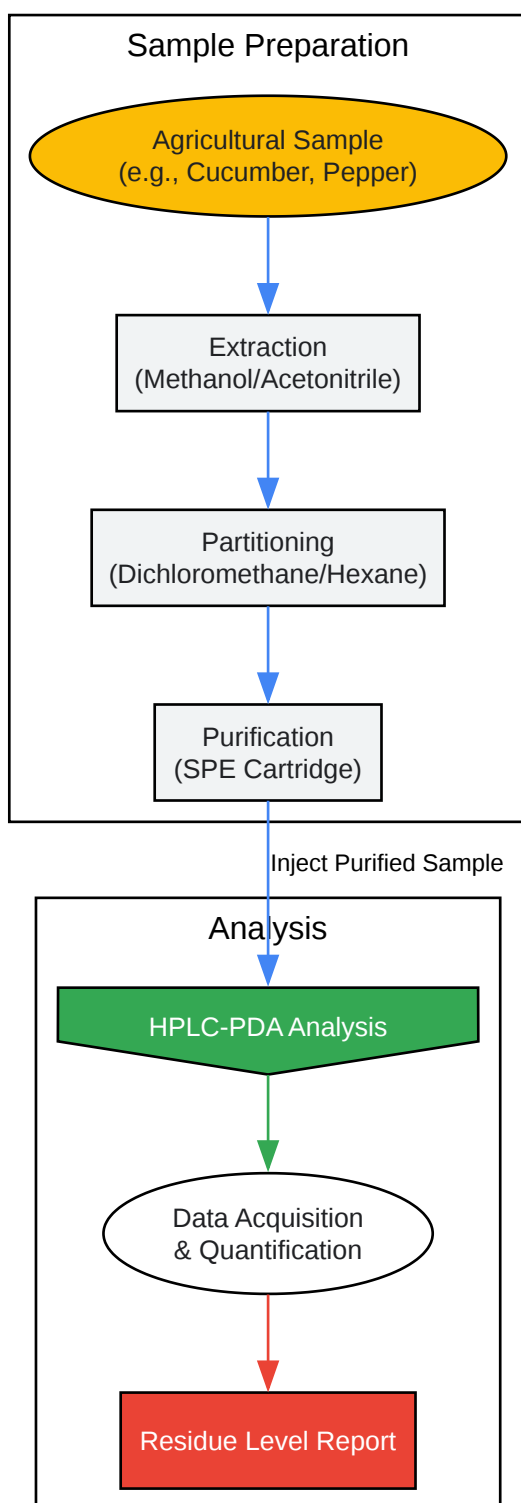 Sample Preparation
Agricultural Sample
(e.g., Cucumber, Pepper)
Extraction
(Methanol/Acetonitrile)
Partitioning
(Dichloromethane/Hexane)
Purification
(SPE Cartridge)
Inject Purified Sample
Analysis
HPLC-PDA Analysis
Data Acquisition
& Quantification
Residue Level Report